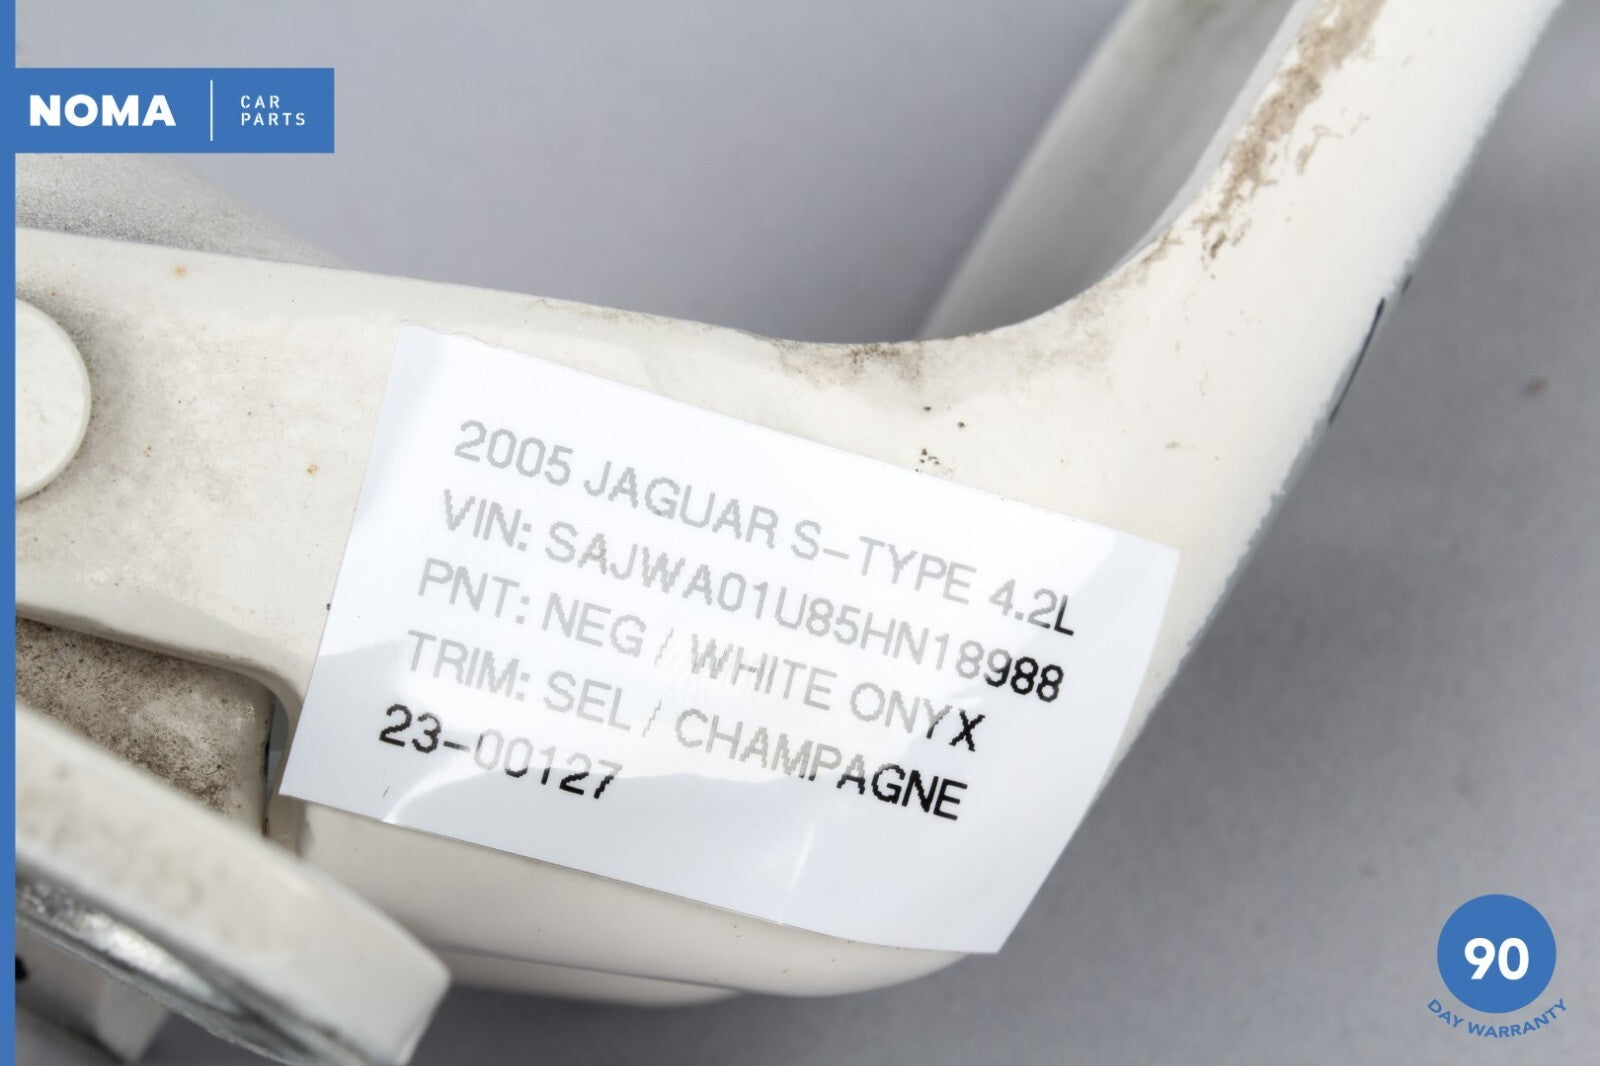 NOMA
CAR
PARTS
2005 JAGUAR S-TYPE 4.2L
VIN: SAJWA01U85HN18988
PNT: NEG / WHITE ONYX
TRIM: SEL / CHAMPAGNE
23-00127
90
DAY WARRANTY